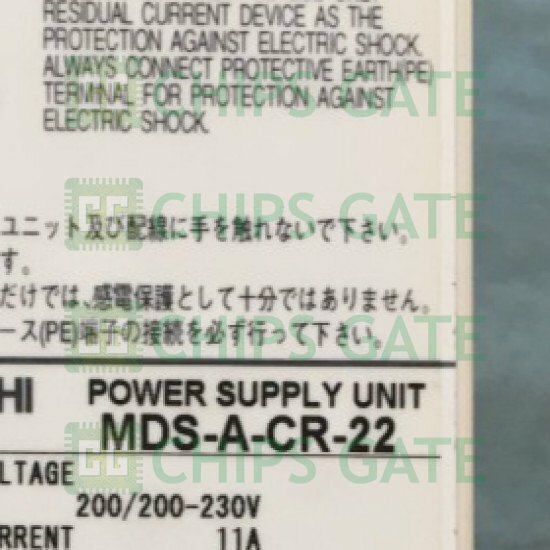 RESIDUAL CURRENT DEVICE AS THE
PROTECTION AGAINST ELECTRIC SHOCK.
ALWAYS CONNECT PROTECTIVE EARTH(PE)
TERMINAL FOR PROTECTION AGAINST
ELECTRIC SHOCK.
CHIPS GATE
CHIPS GATE
ユニット及び配線に手を触れないで下さい。
す。
だけでは、感電保護として十分ではありません。
ース(PE)端子の接続を必ず行って下さい。
CHIPS GATE
HI POWER SUPPLY UNIT
MDS-A-CR-22
CHIPS GATE
LTAGE
200/200-230V
RRENT 11A